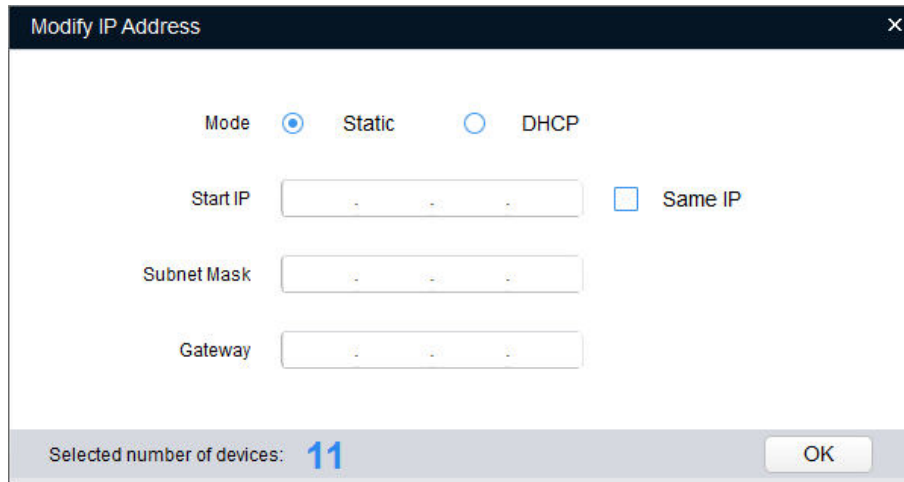 Modify IP Address
Mode Static DHCP
Start IP . . . Same IP
Subnet Mask . . .
Gateway . . .
Selected number of devices: 11 OK